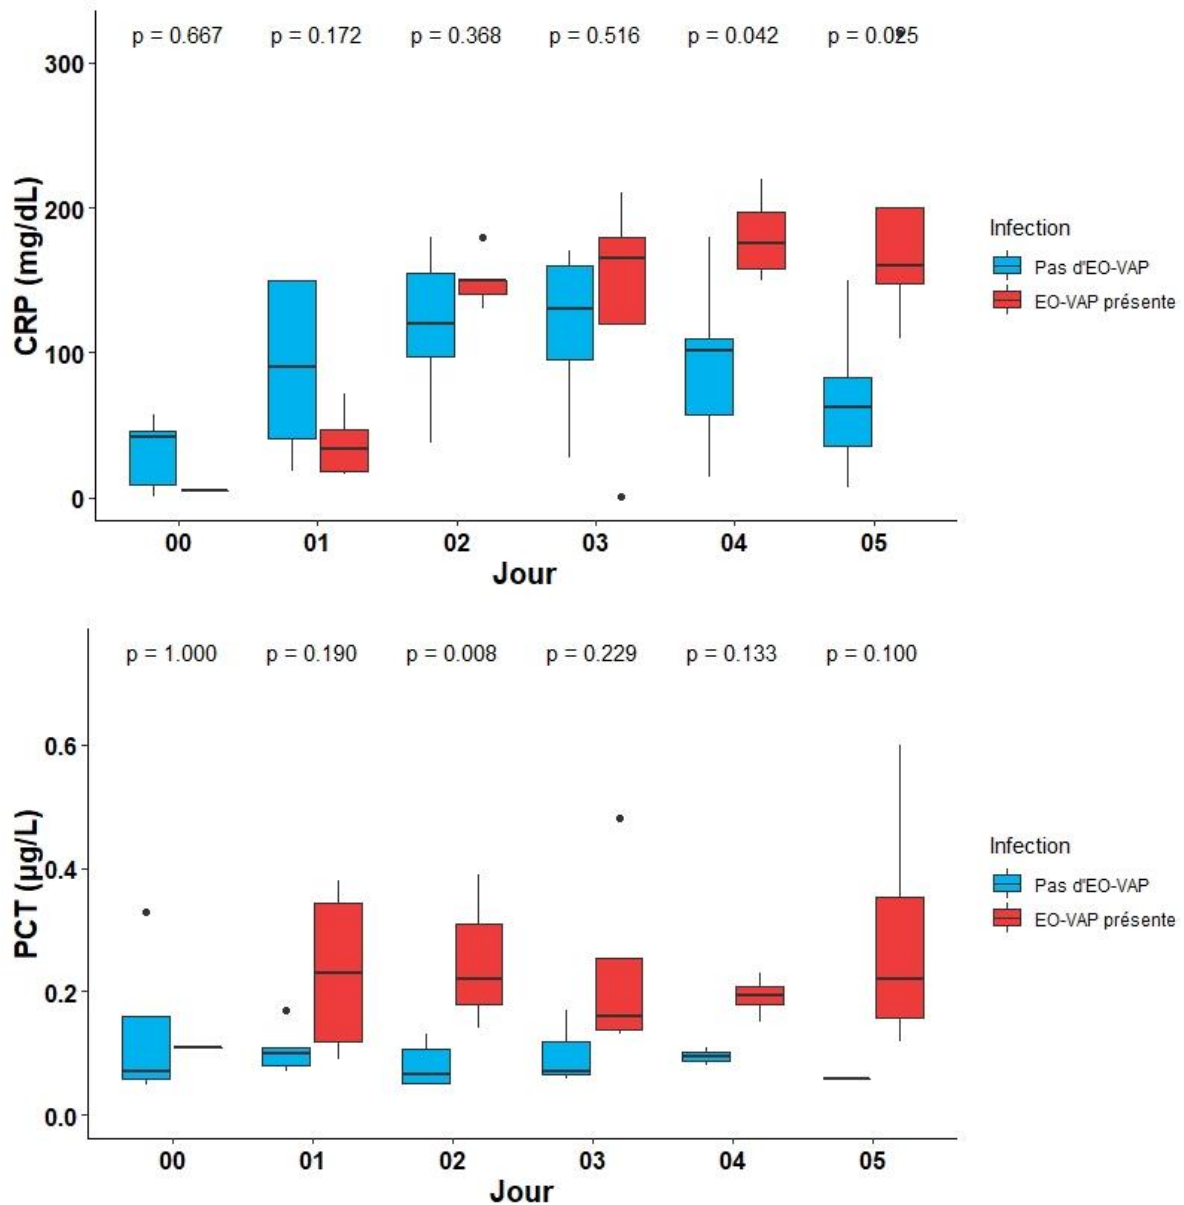 p = 0.667 p = 0.172 p = 0.368 p = 0.516 p = 0.042 p = 0.025
300
200
100
0
CRP (mg/dL)
00 01 02 03 04 05
Jour
Infection
Pas d'EO-VAP
EO-VAP présente
p = 1.000 p = 0.190 p = 0.008 p = 0.229 p = 0.133 p = 0.100
0.6
0.4
0.2
0.0
PCT (µg/L)
00 01 02 03 04 05
Jour
Infection
Pas d'EO-VAP
EO-VAP présente